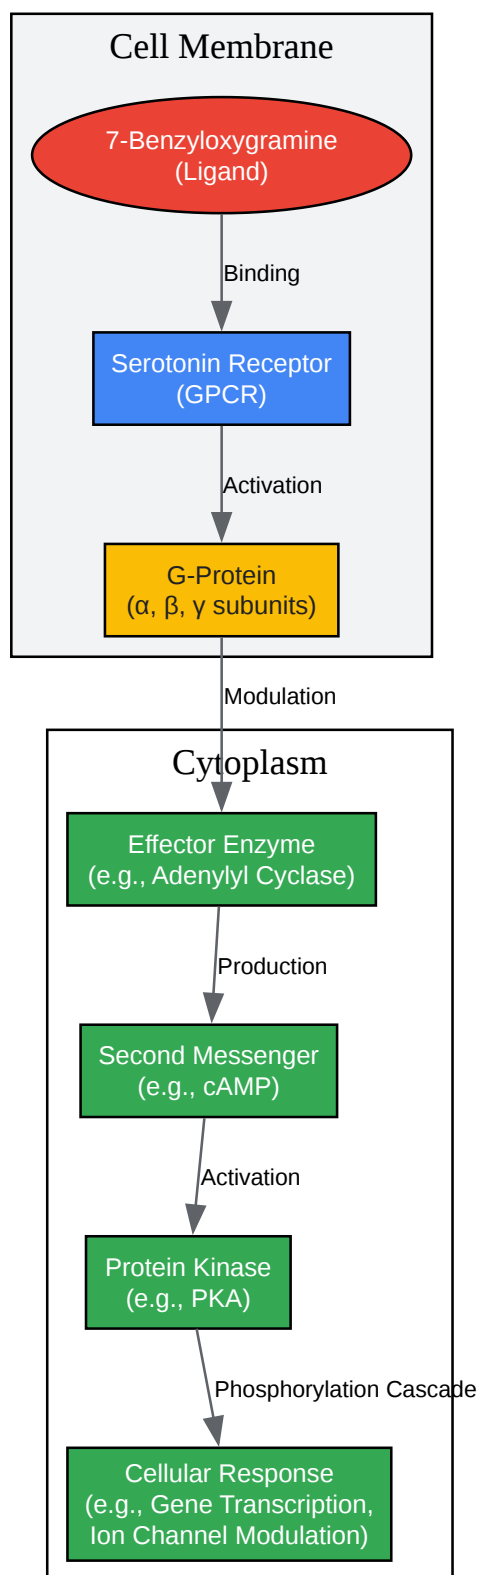 Cell Membrane
7-Benzyloxygramine
(Ligand)
Binding
Serotonin Receptor
(GPCR)
Activation
G-Protein
(α, β, γ subunits)
Modulation
Cytoplasm
Effector Enzyme
(e.g., Adenylyl Cyclase)
Production
Second Messenger
(e.g., cAMP)
Activation
Protein Kinase
(e.g., PKA)
Phosphorylation Cascade
Cellular Response
(e.g., Gene Transcription,
Ion Channel Modulation)